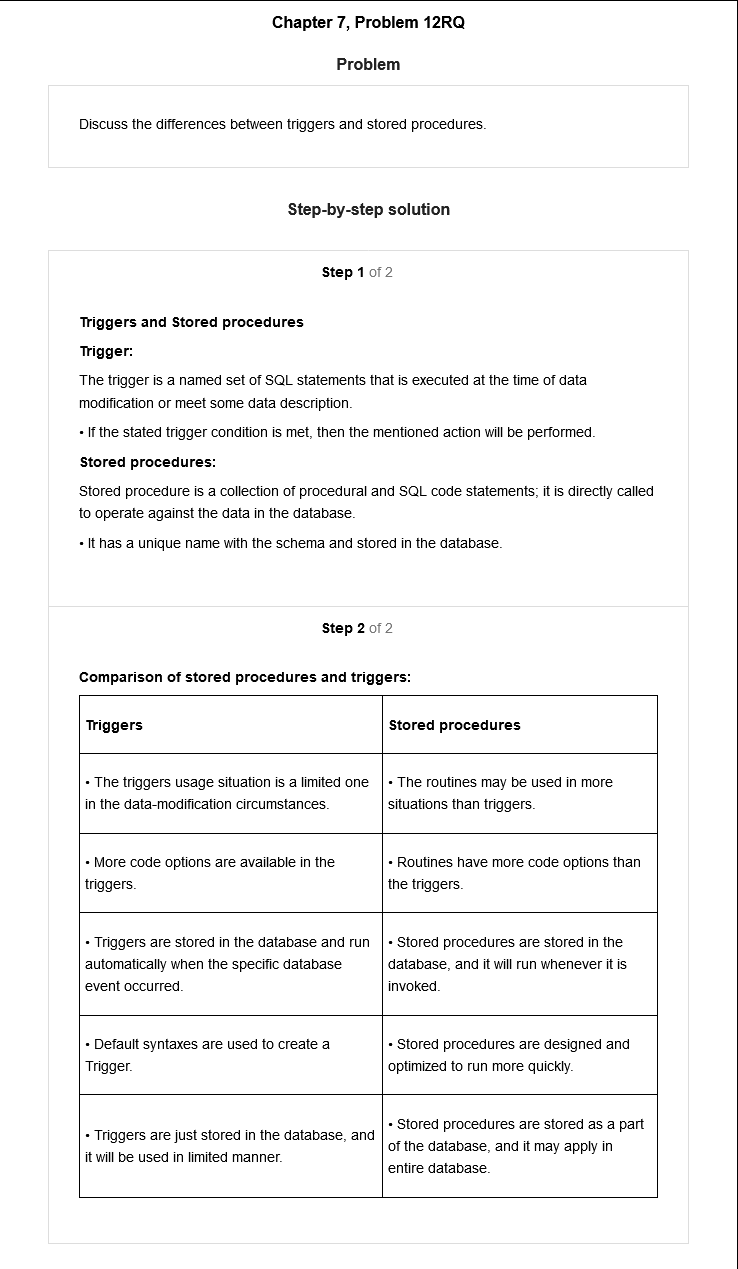 Chapter 7, Problem 12RQ
Problem
Discuss the differences between triggers and stored procedures.
Step-by-step solution
Step 1 of 2
Triggers and Stored procedures
Trigger:
The trigger is a named set of SQL statements that is executed at the time of data
modification or meet some data description.
• If the stated trigger condition is met, then the mentioned action will be performed.
Stored procedures:
Stored procedure is a collection of procedural and SQL code statements; it is directly called
to operate against the data in the database.
• It has a unique name with the schema and stored in the database.
Step 2 of 2
Comparison of stored procedures and triggers:
Triggers
Stored procedures
• The triggers usage situation is a limited one
in the data-modification circumstances.
• The routines may be used in more
situations than triggers.
• More code options are available in the
triggers.
• Routines have more code options than
the triggers.
• Triggers are stored in the database and run
automatically when the specific database
event occurred.
• Stored procedures are stored in the
database, and it will run whenever it is
invoked.
• Default syntaxes are used to create a
Trigger.
• Stored procedures are designed and
optimized to run more quickly.
• Triggers are just stored in the database, and
it will be used in limited manner.
• Stored procedures are stored as a part
of the database, and it may apply in
entire database.